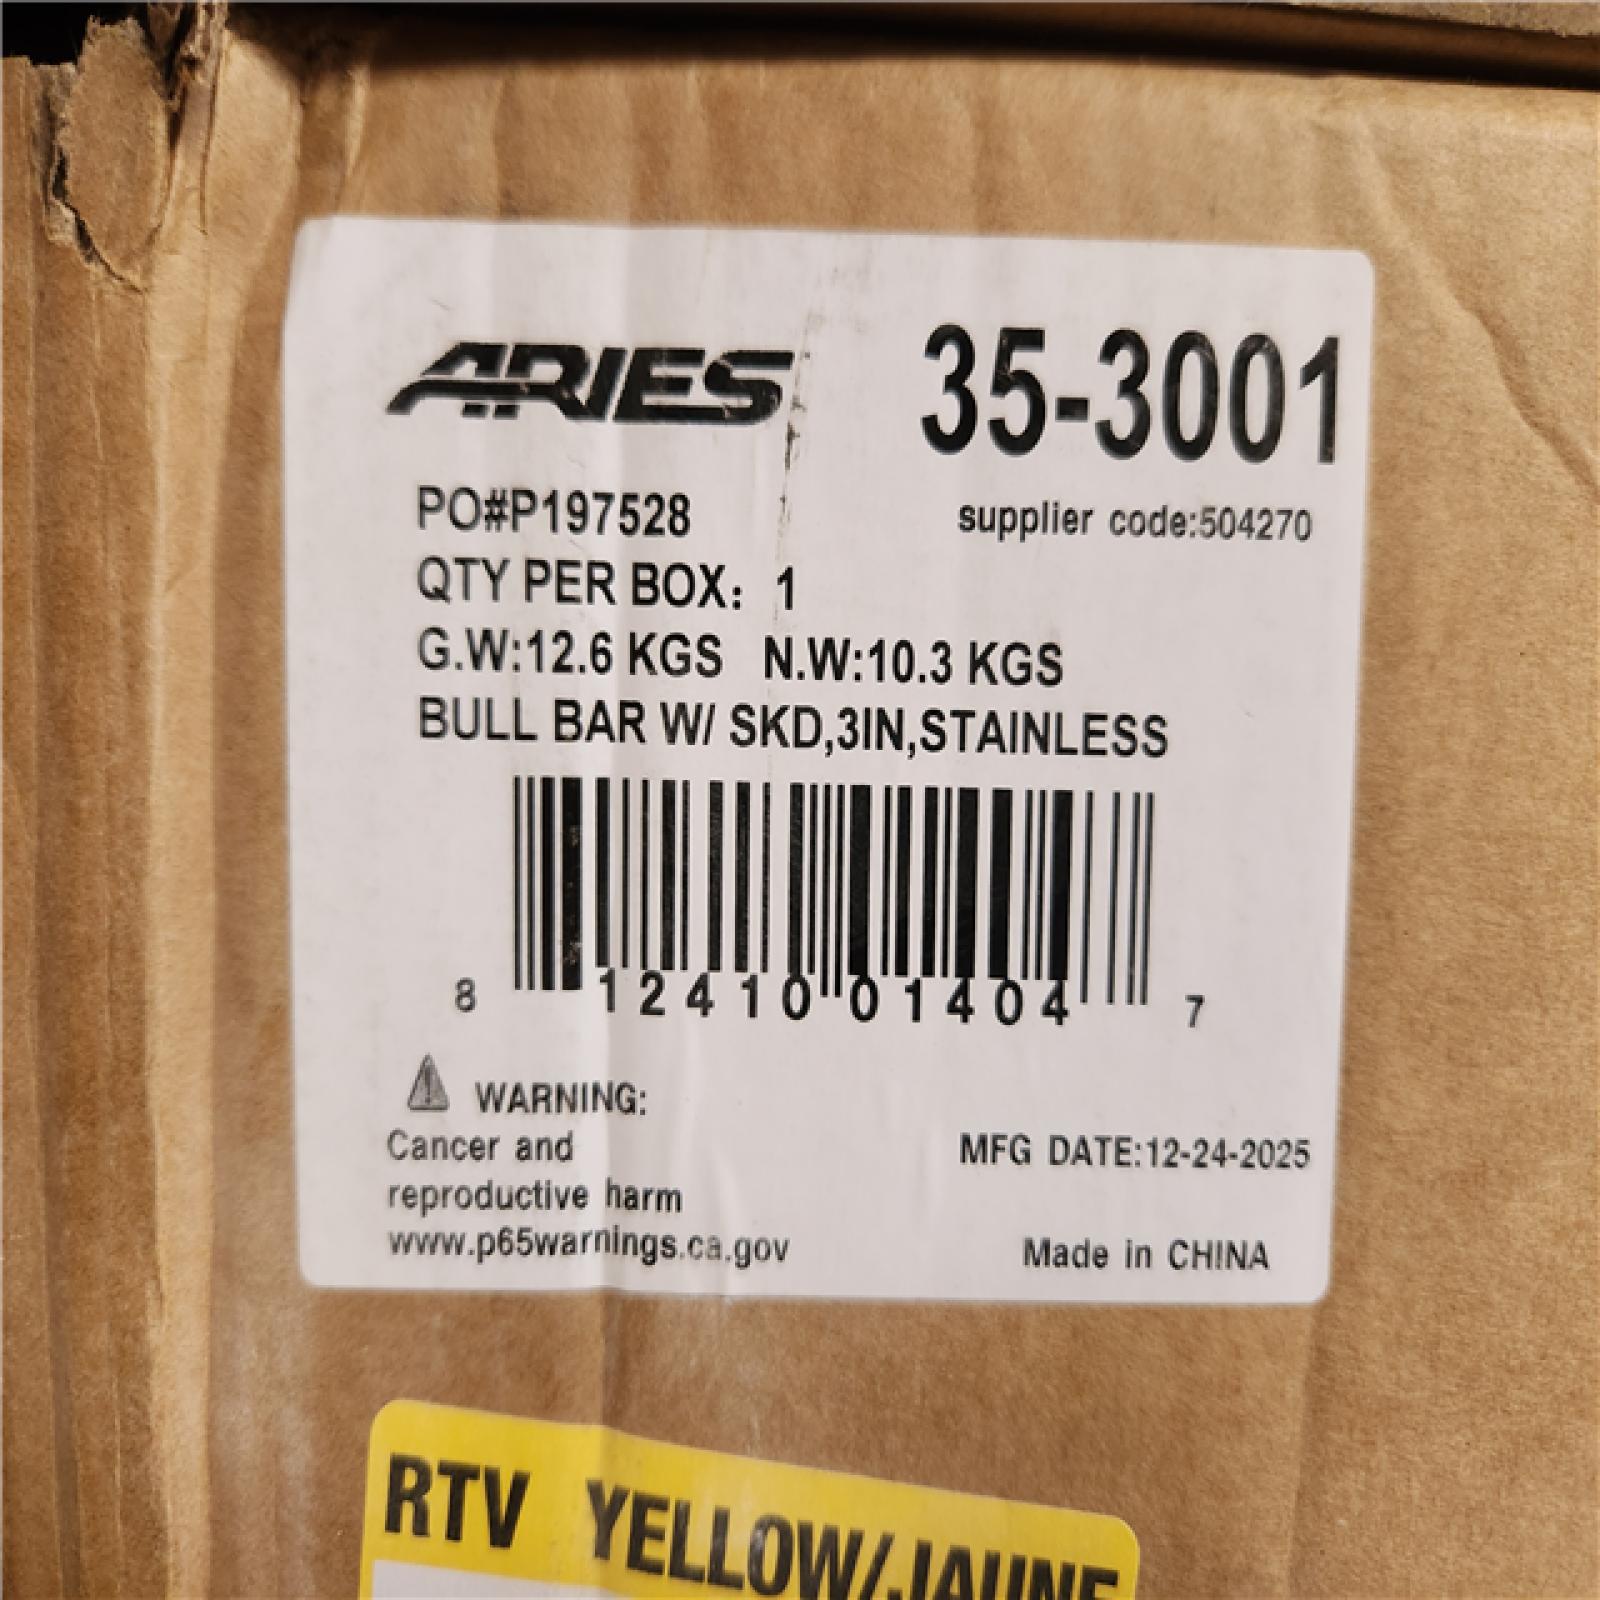 ARIES 35-3001
PO#P197528 supplier code:504270
QTY PER BOX: 1
G.W:12.6 KGS N.W:10.3 KGS
BULL BAR W/ SKD,3IN,STAINLESS
8 12410 01404 7
WARNING:
Cancer and
reproductive harm
www.p65warnings.ca.gov
MFG DATE:12-24-2025
Made in CHINA
RTV YELLOW/JAUNE